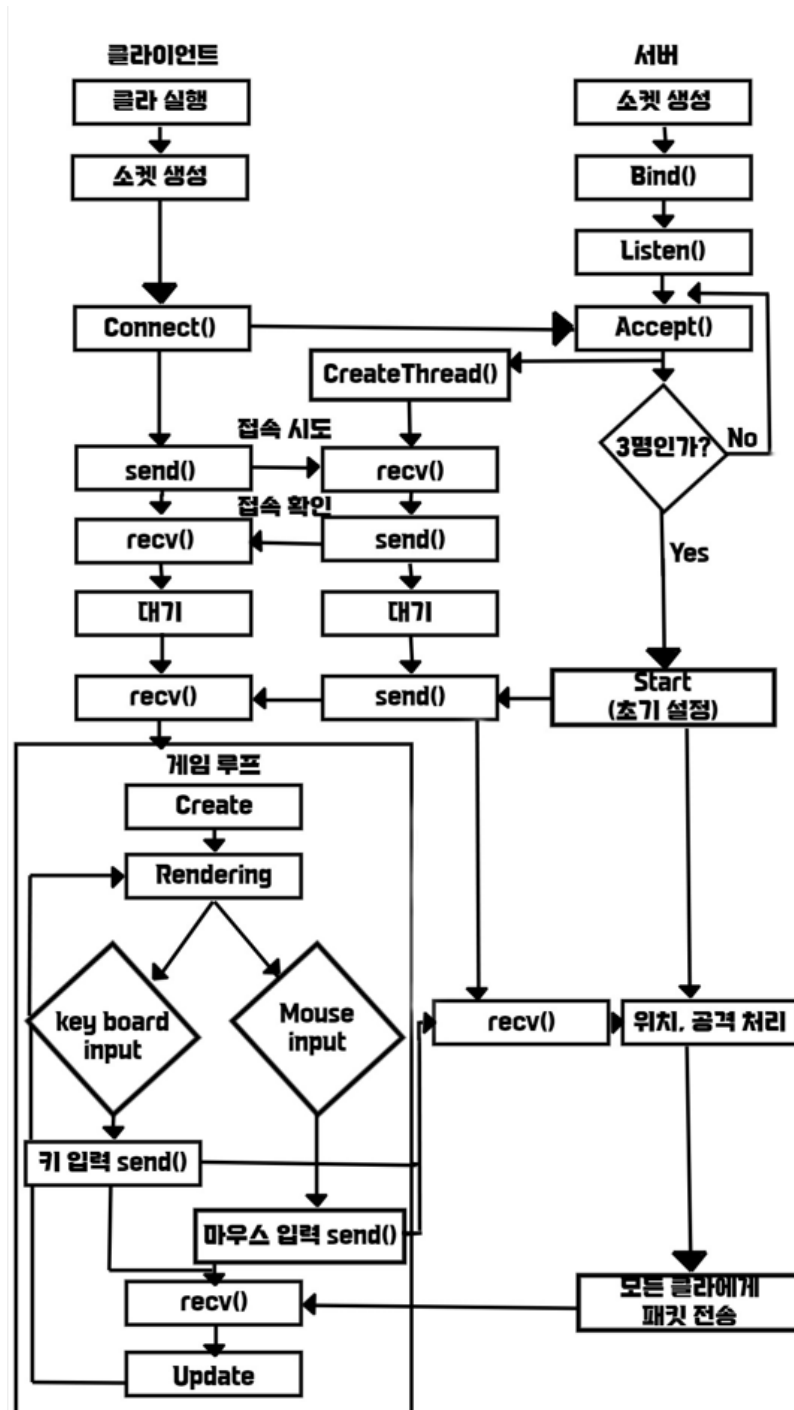 클라이언트
서버
클라 실행
소켓 생성
소켓 생성
Bind()
Listen()
Connect()
Accept()
CreateThread()
3명인가?
No
접속 시도
send()
recv()
접속 확인
recv()
send()
Yes
대기
대기
recv()
send()
Start
(초기 설정)
게임 루프
Create
Rendering
key board
input
Mouse
input
recv()
위치, 공격 처리
키 입력 send()
마우스 입력 send()
recv()
모든 클라에게
패킷 전송
Update